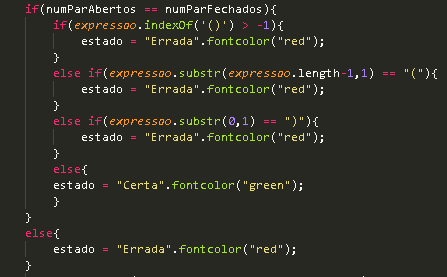 if(numParAbertos == numParFechados){
if(expressao.indexOf('()') > -1){
estado = "Errada".fontcolor("red");
}
else if(expressao.substr(expressao.length-1,1) == "("){
estado = "Errada".fontcolor("red");
}
else if(expressao.substr(0,1) == ")"){
estado = "Errada".fontcolor("red");
}
else{
estado = "Certa".fontcolor("green");
}
}
else{
estado = "Errada".fontcolor("red");
}